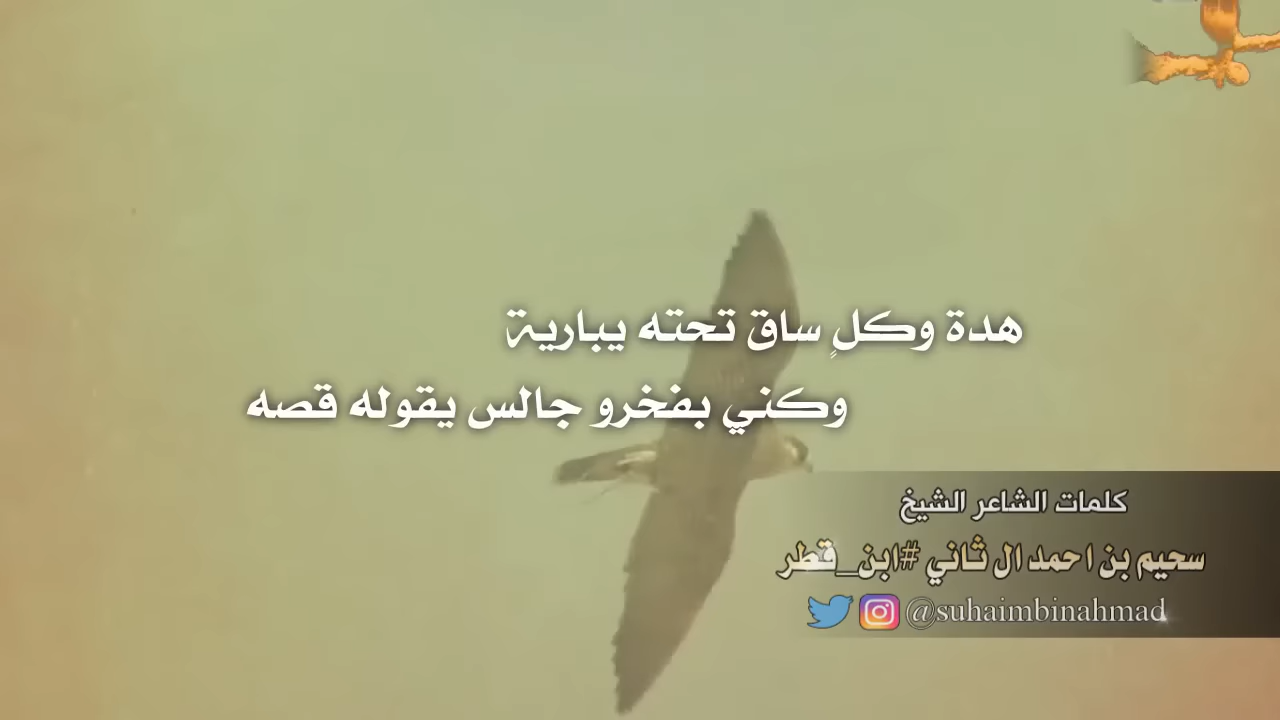 هدة وكلٍ ساق تحته يبارية
وكني بفخرو جالس يقوله قصه
كلمات الشاعر الشيخ
سحيم بن احمد ال ثاني #ابن_قطر
@suhaimbinahmad